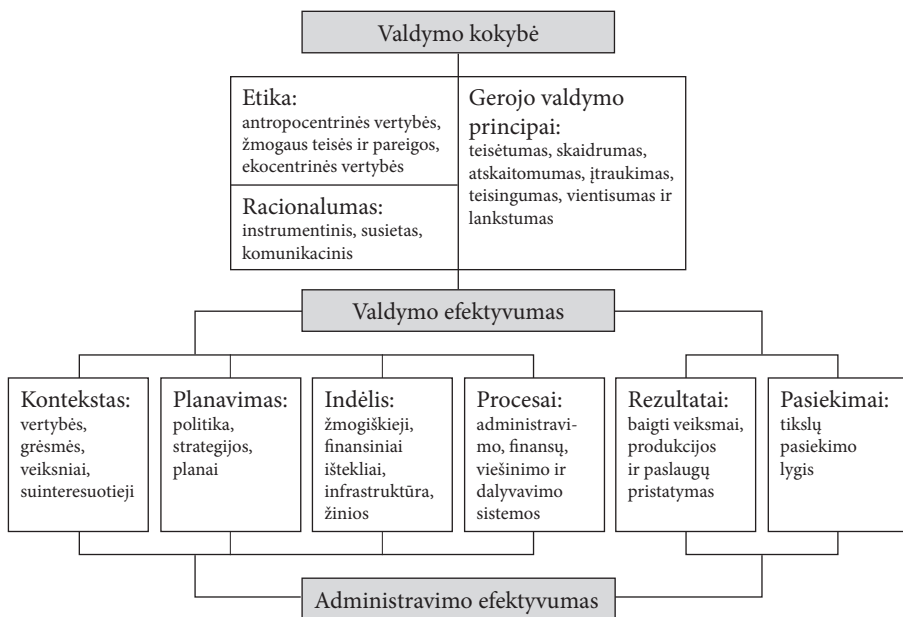 Valdymo kokybė
Etika:
antropocentrinės vertybės,
žmogaus teisės ir pareigos,
ekocentrinės vertybės
Racionalumas:
instrumentinis, susietas,
komunikacinis
Gerojo valdymo
principai:
teisėtumas, skaidrumas,
atskaitomumas, įtraukimas,
teisingumas, vientisumas ir
lankstumas
Valdymo efektyvumas
Kontekstas:
vertybės,
grėsmės,
veiksniai,
suinteresuotieji
Planavimas:
politika,
strategijos,
planai
Indėlis:
žmogiškieji,
finansiniai
ištekliai,
infrastruktūra,
žinios
Procesai:
administravi-
mo, finansų,
viešinimo ir
dalyvavimo
sistemos
Rezultatai:
baigti veiksmai,
produkcijos
ir paslaugų
pristatymas
Pasiekimai:
tikslų
pasiekimo
lygis
Administravimo efektyvumas